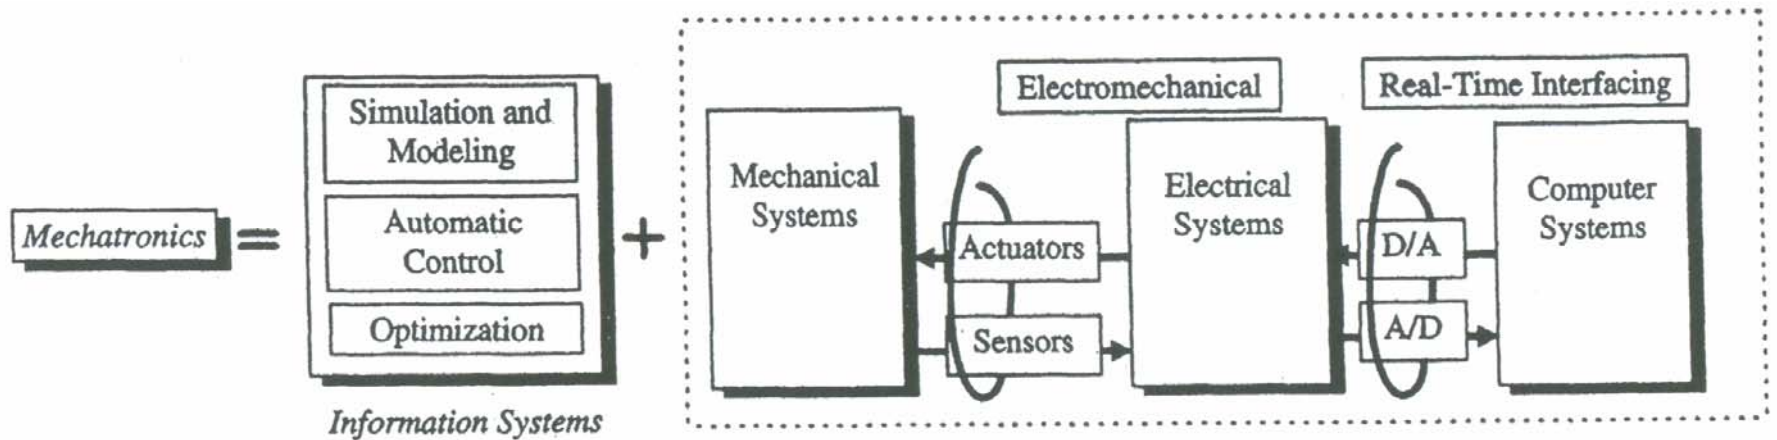 Mechatronics
=
Simulation and
Modeling
Automatic
Control
Optimization
Information Systems
+
Electromechanical
Real-Time Interfacing
Mechanical
Systems
Actuators
Sensors
Electrical
Systems
D/A
A/D
Computer
Systems